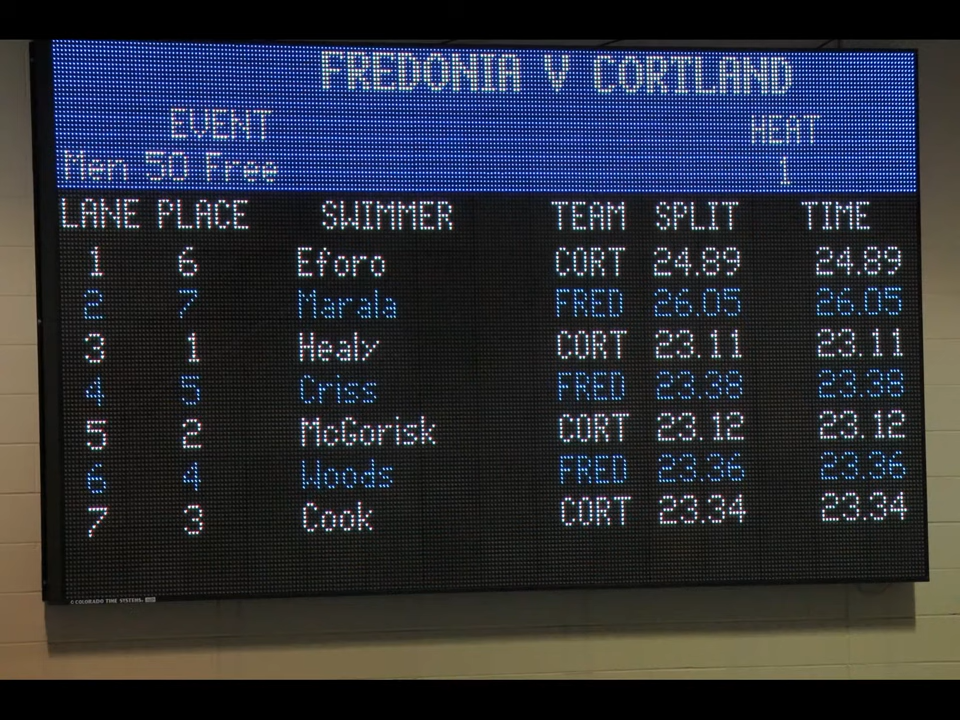 FREDONIA V CORTLAND
EVENT HEAT
Men 50 Free 1
LANE PLACE SWIMMER TEAM SPLIT TIME
1 6 Eforo CORT 24.89 24.89
2 7 Marala FRED 26.05 26.05
3 1 Healy CORT 23.11 23.11
4 5 Criss FRED 23.38 23.38
5 2 McGorisk CORT 23.12 23.12
6 4 Woods FRED 23.36 23.36
7 3 Cook CORT 23.34 23.34
COLORADO TIME SYSTEMS